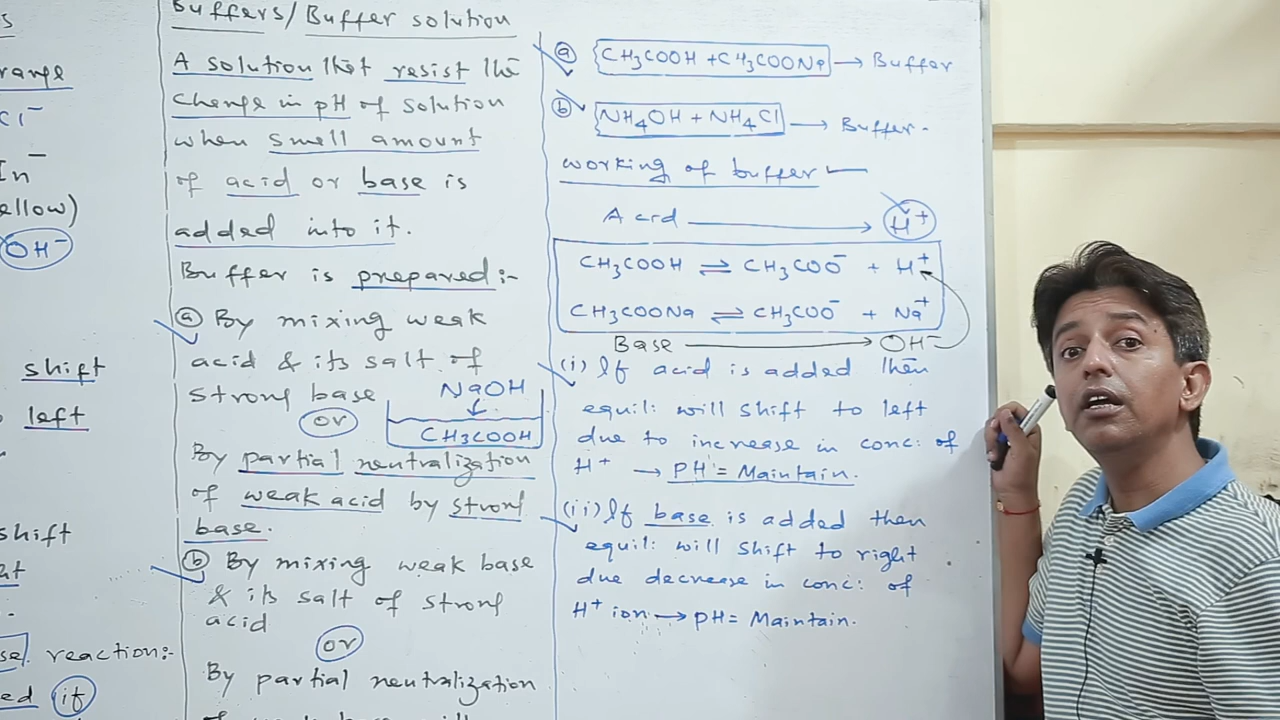 s
range
Cl⁻
In⁻
ellow)
OH⁻
shift
left
shift
reaction:-
ed if
Buffers/Buffer solution
A solution that resist the
change in pH of solution
when small amount
of acid or base is
added into it.
Buffer is prepared:-
(a) By mixing weak
acid & its salt of
strong base
(or)
NaOH
CH₃COOH
By partial neutralization
of weak acid by strong
base.
(b) By mixing weak base
& its salt of strong
acid
(or)
By partial neutralization
(a) CH₃COOH + CH₃COONa → Buffer
(b) NH₄OH + NH₄Cl → Buffer.
working of buffer
Acid → H⁺
CH₃COOH ⇌ CH₃COO⁻ + H⁺
CH₃COONa ⇌ CH₃COO⁻ + Na⁺
Base → OH⁻
(i) If acid is added then
equil: will shift to left
due to increase in conc: of
H⁺ → PH = Maintain.
(ii) If base is added then
equil: will shift to right
due decrease in conc: of
H⁺ ion → pH = Maintain.